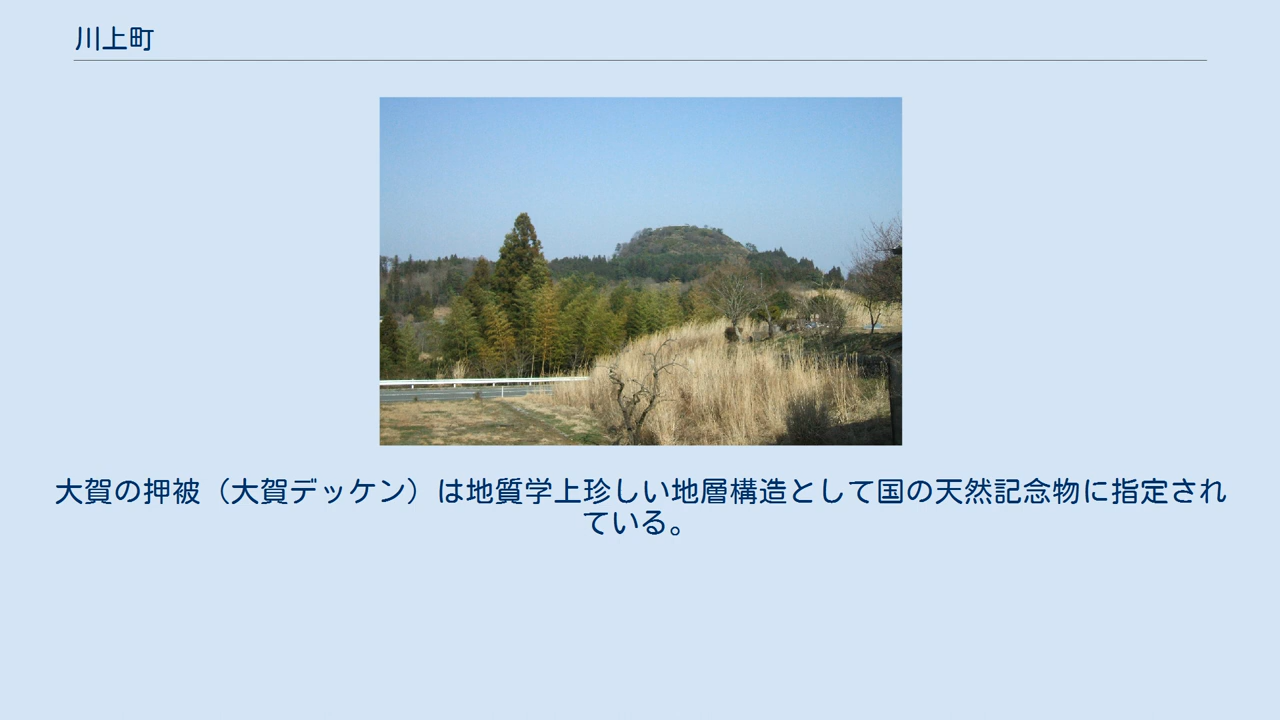 川上町
大賀の押被（大賀デッケン）は地質学上珍しい地層構造として国の天然記念物に指定され
ている。